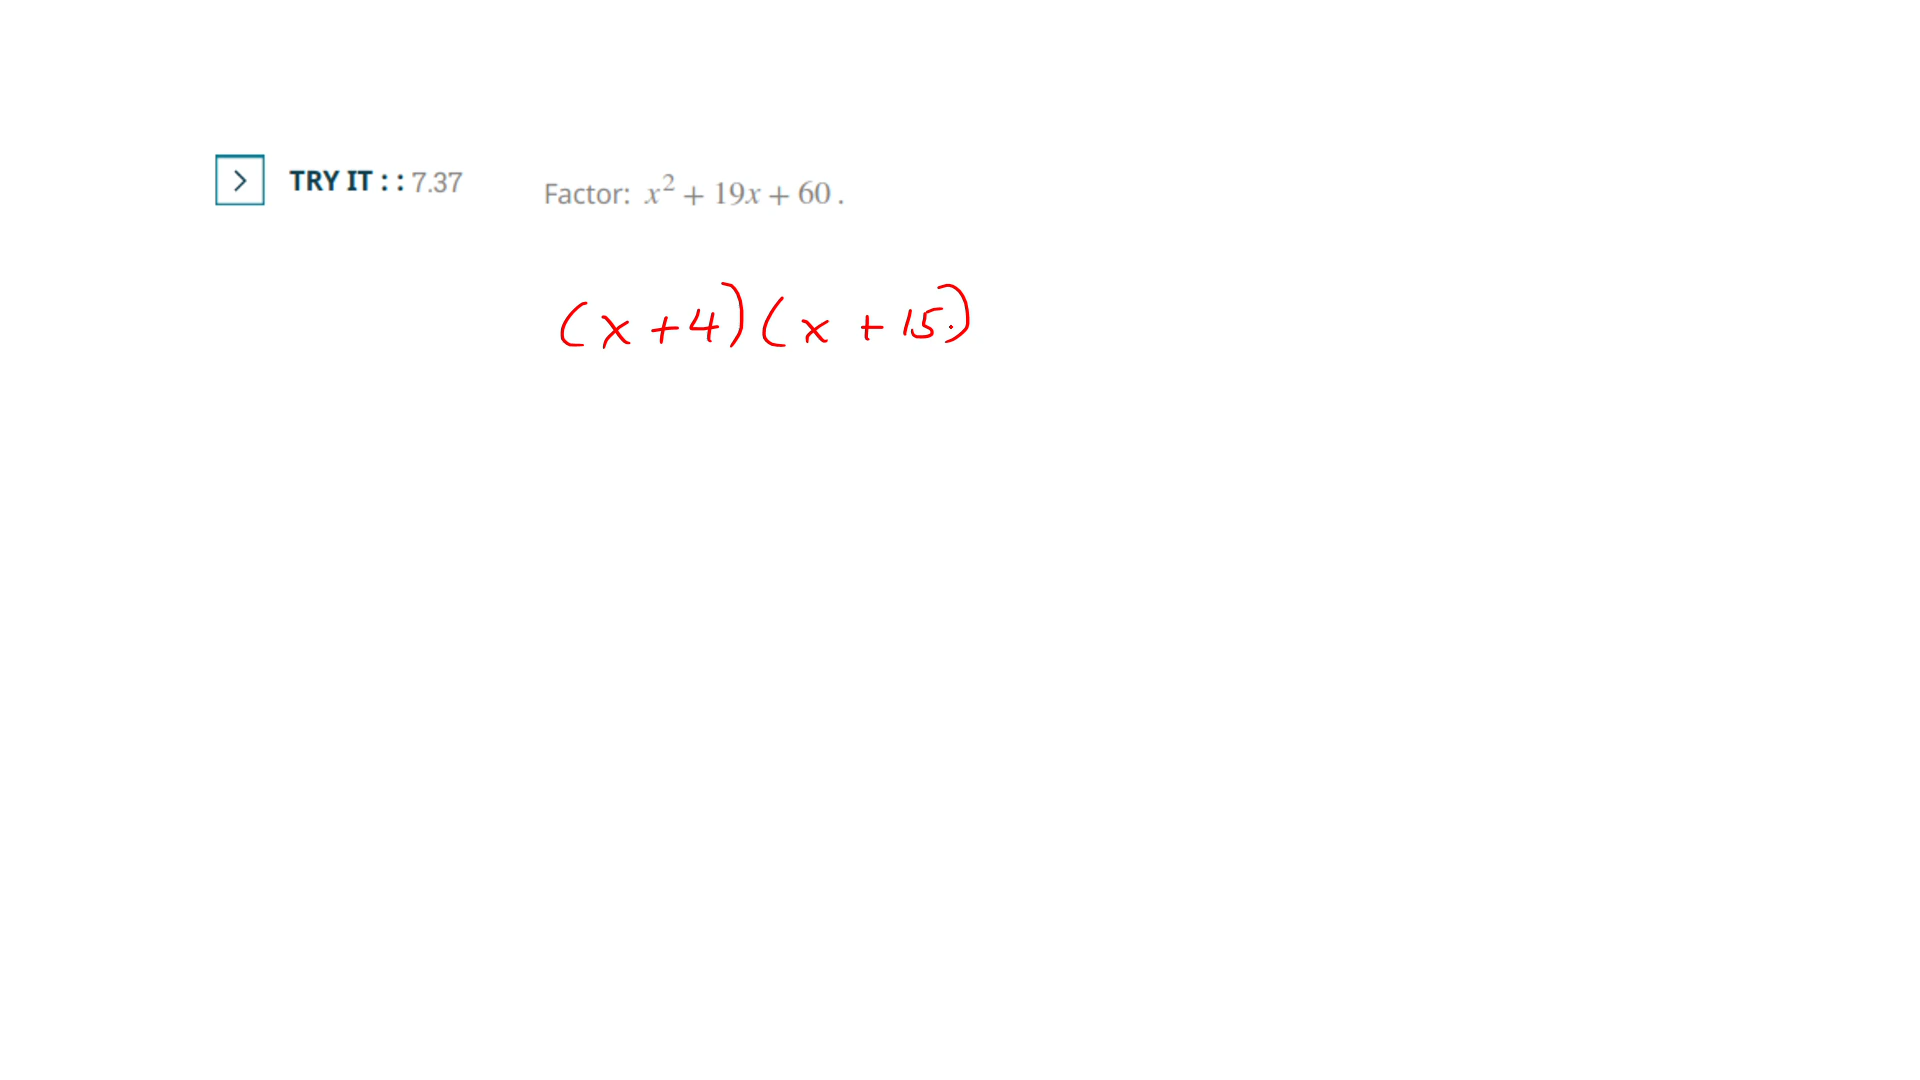 TRY IT : : 7.37 Factor: x² + 19x + 60 .
(x + 4) (x + 15)